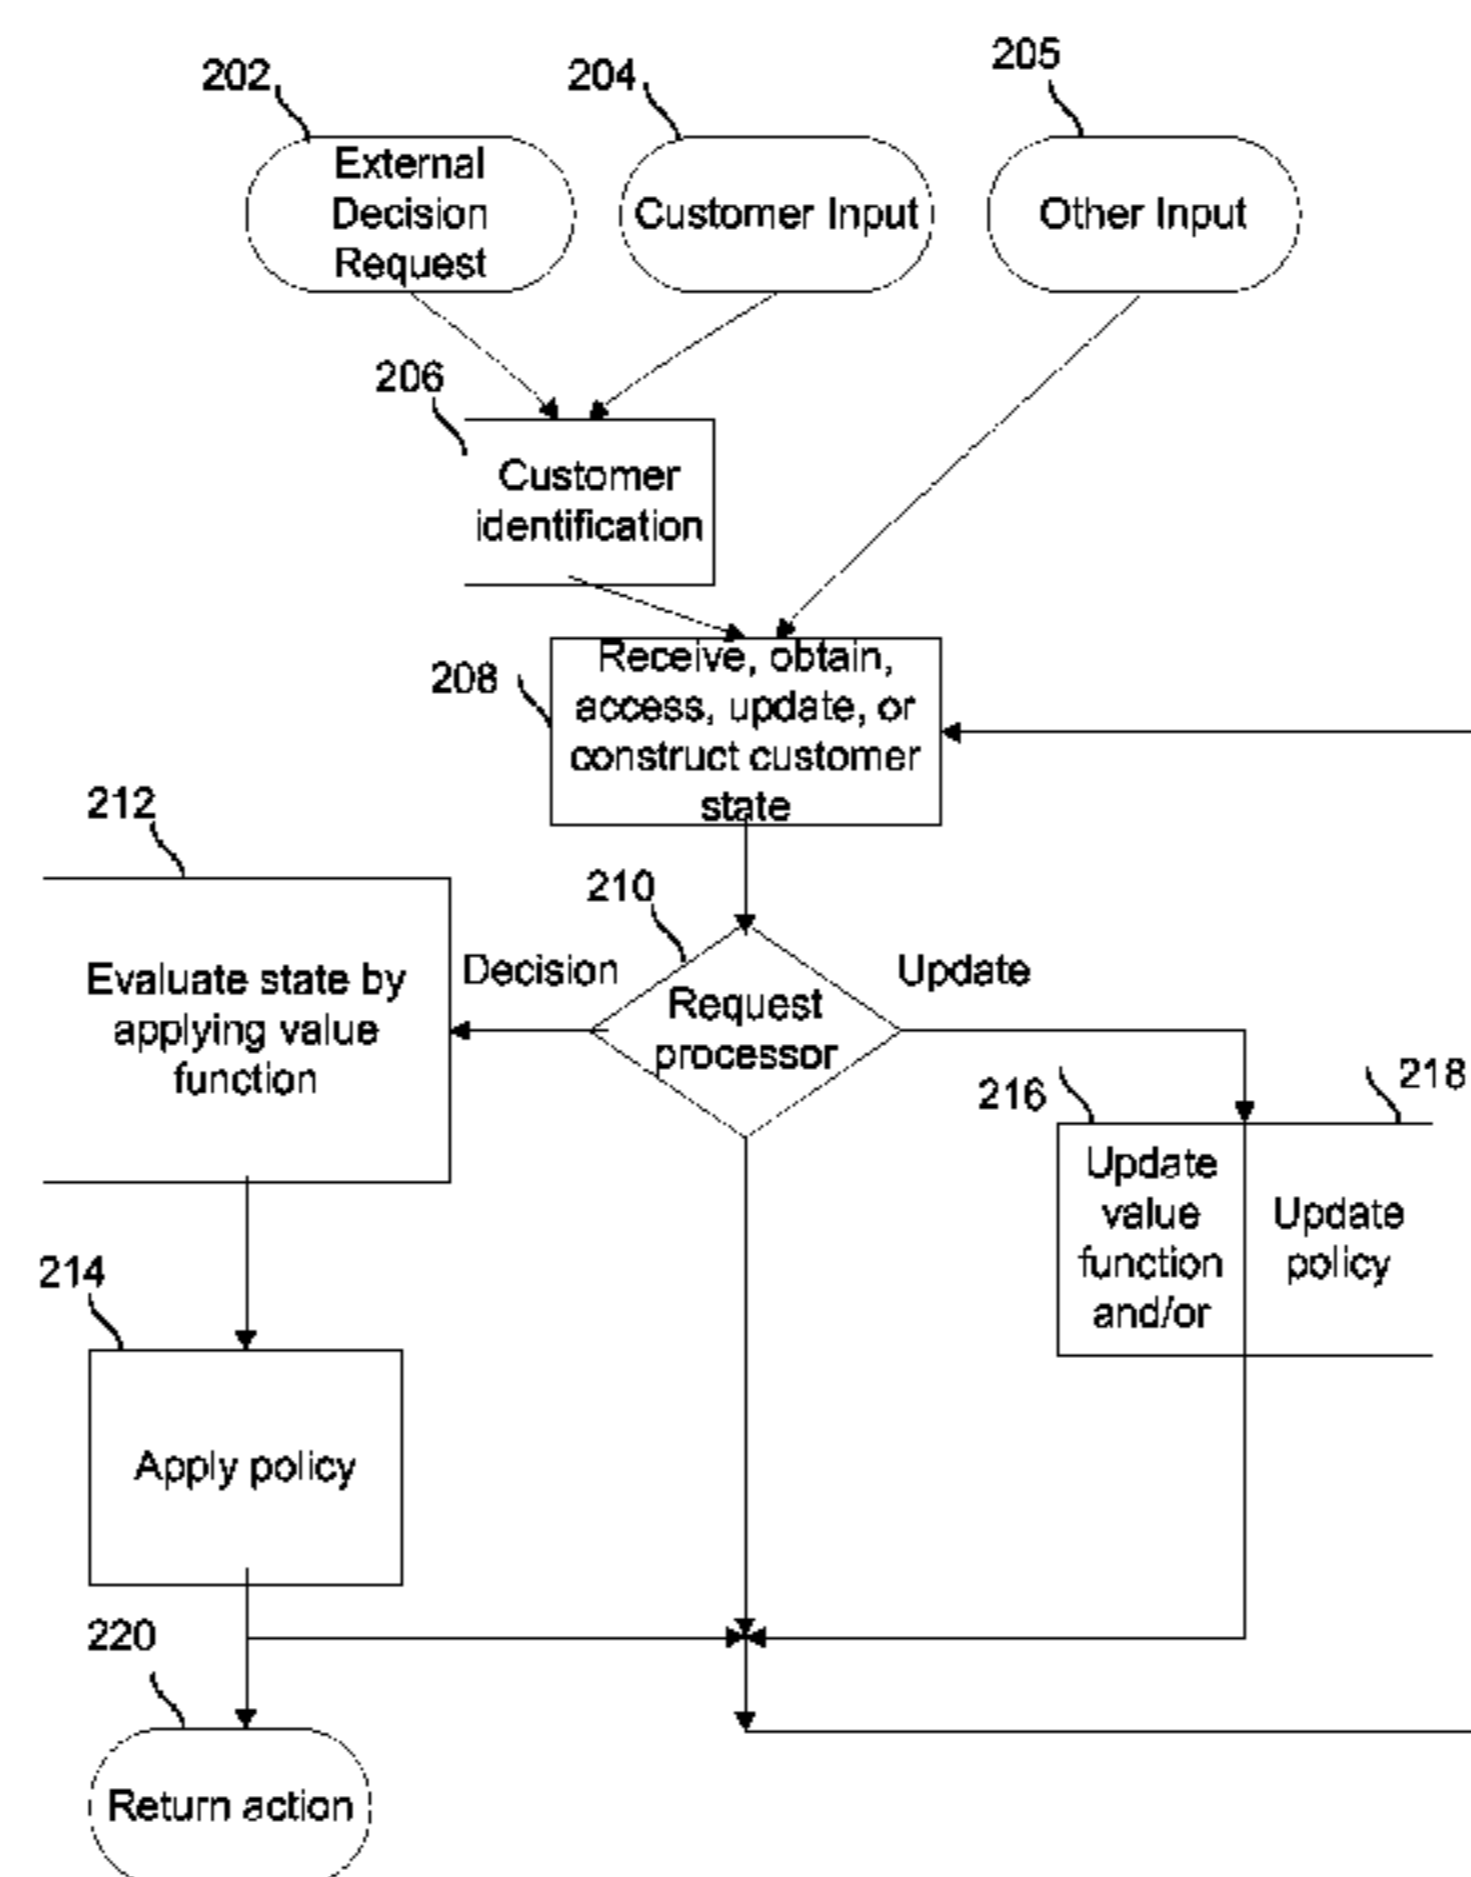 202
204
205
External
Decision
Request
Customer Input
Other Input
206
Customer
identification
208
Receive, obtain,
access, update, or
construct customer
state
212
210
Evaluate state by
applying value
function
Decision
Request
processor
Update
216
218
Update
value
function
and/or
Update
policy
214
Apply policy
220
Return action